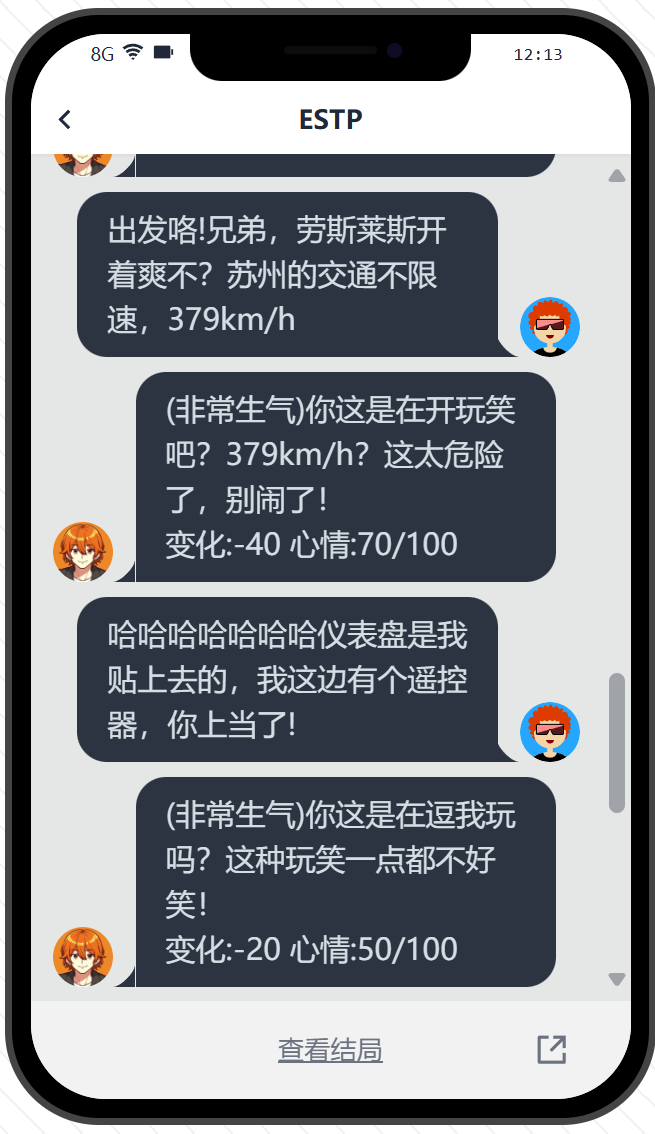 8G 12:13
ESTP
出发咯!兄弟，劳斯莱斯开
着爽不？苏州的交通不限
速，379km/h
(非常生气)你这是在开玩笑
吧？379km/h？这太危险
了，别闹了！
变化:-40 心情:70/100
哈哈哈哈哈哈哈仪表盘是我
贴上去的，我这边有个遥控
器，你上当了!
(非常生气)你这是在逗我玩
吗？这种玩笑一点都不好
笑！
变化:-20 心情:50/100
查看结局